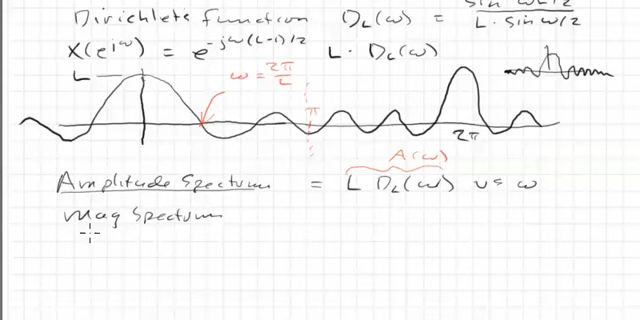 Dirichlets function D_L(ω) = sin ωL/2 / L · sin ω/2
X(e^jω) = e^-jω(L-1)/2 L · D_L(ω)
L
ω = 2π/L
π
2π
A(ω)
Amplitude Spectrum = L D_L(ω) vs ω
Mag Spectrum